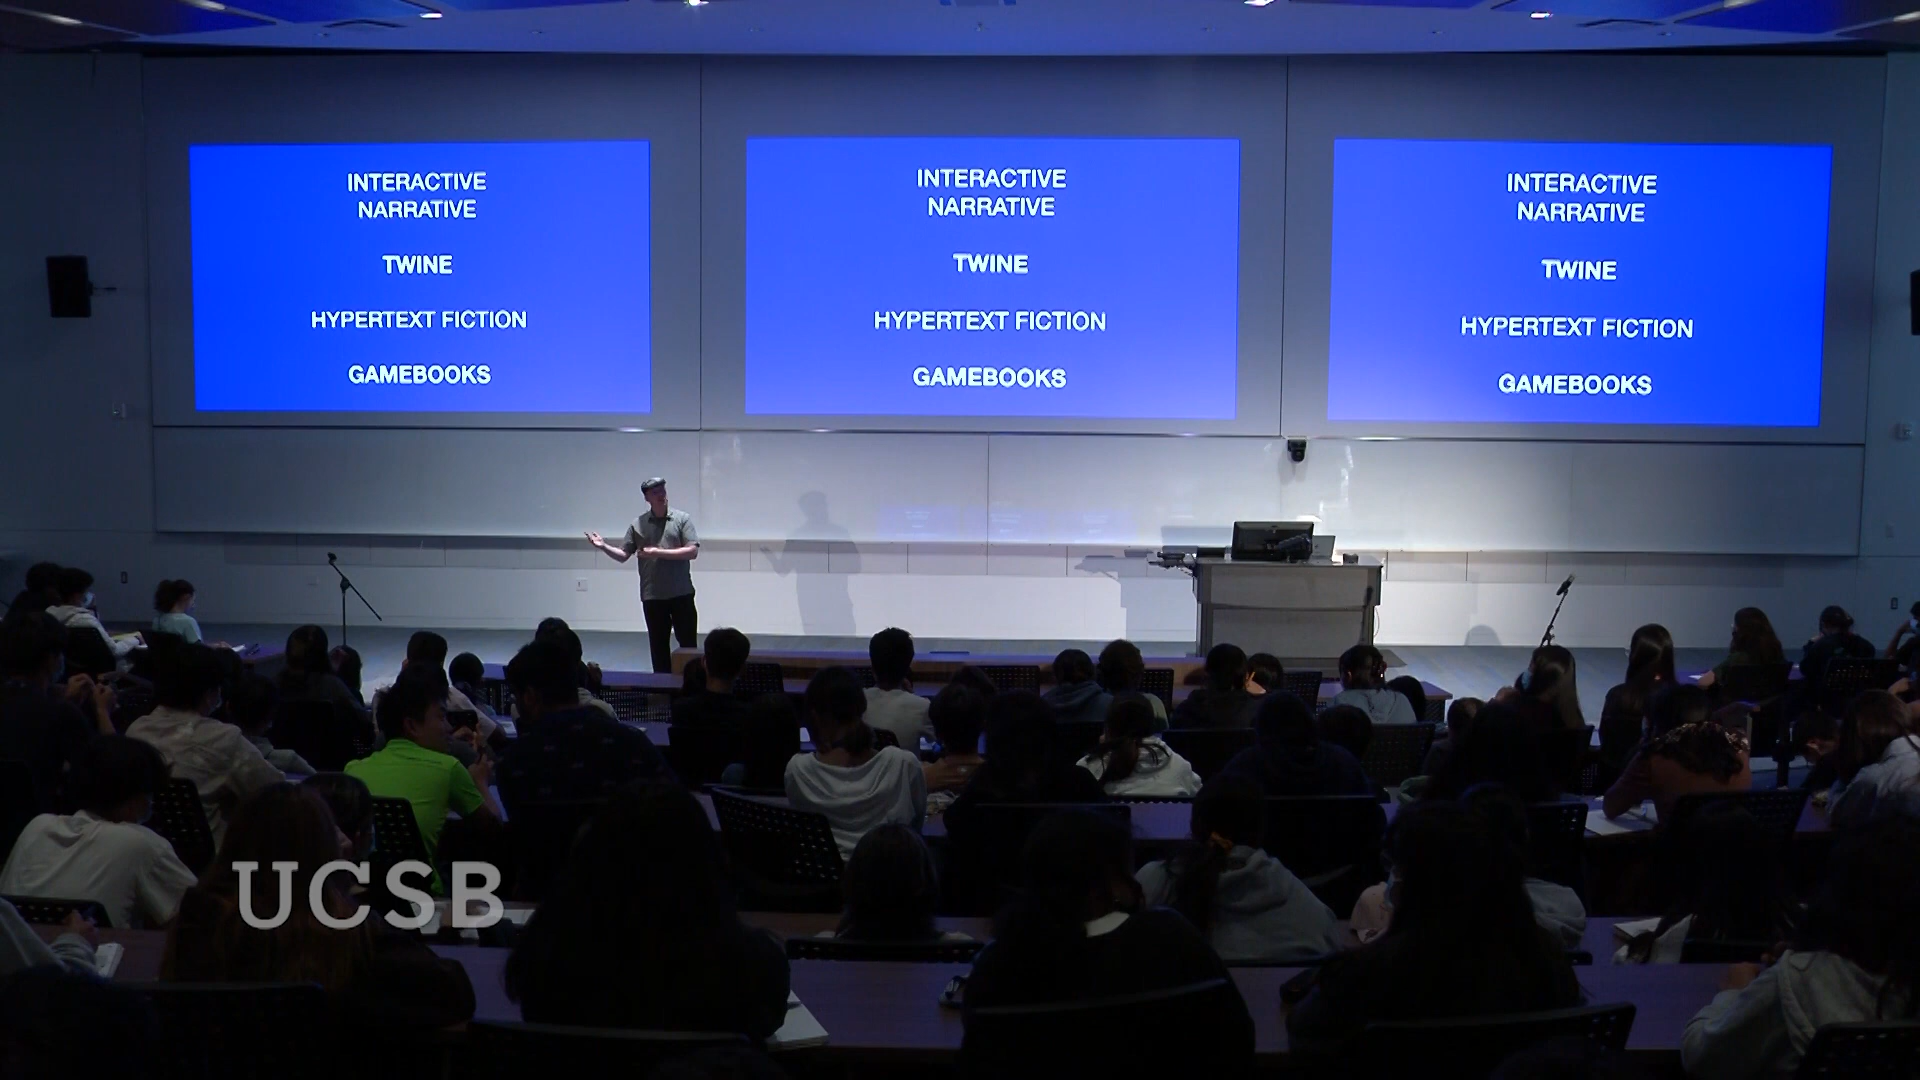 INTERACTIVE
NARRATIVE
TWINE
HYPERTEXT FICTION
GAMEBOOKS
INTERACTIVE
NARRATIVE
TWINE
HYPERTEXT FICTION
GAMEBOOKS
INTERACTIVE
NARRATIVE
TWINE
HYPERTEXT FICTION
GAMEBOOKS
UCSB